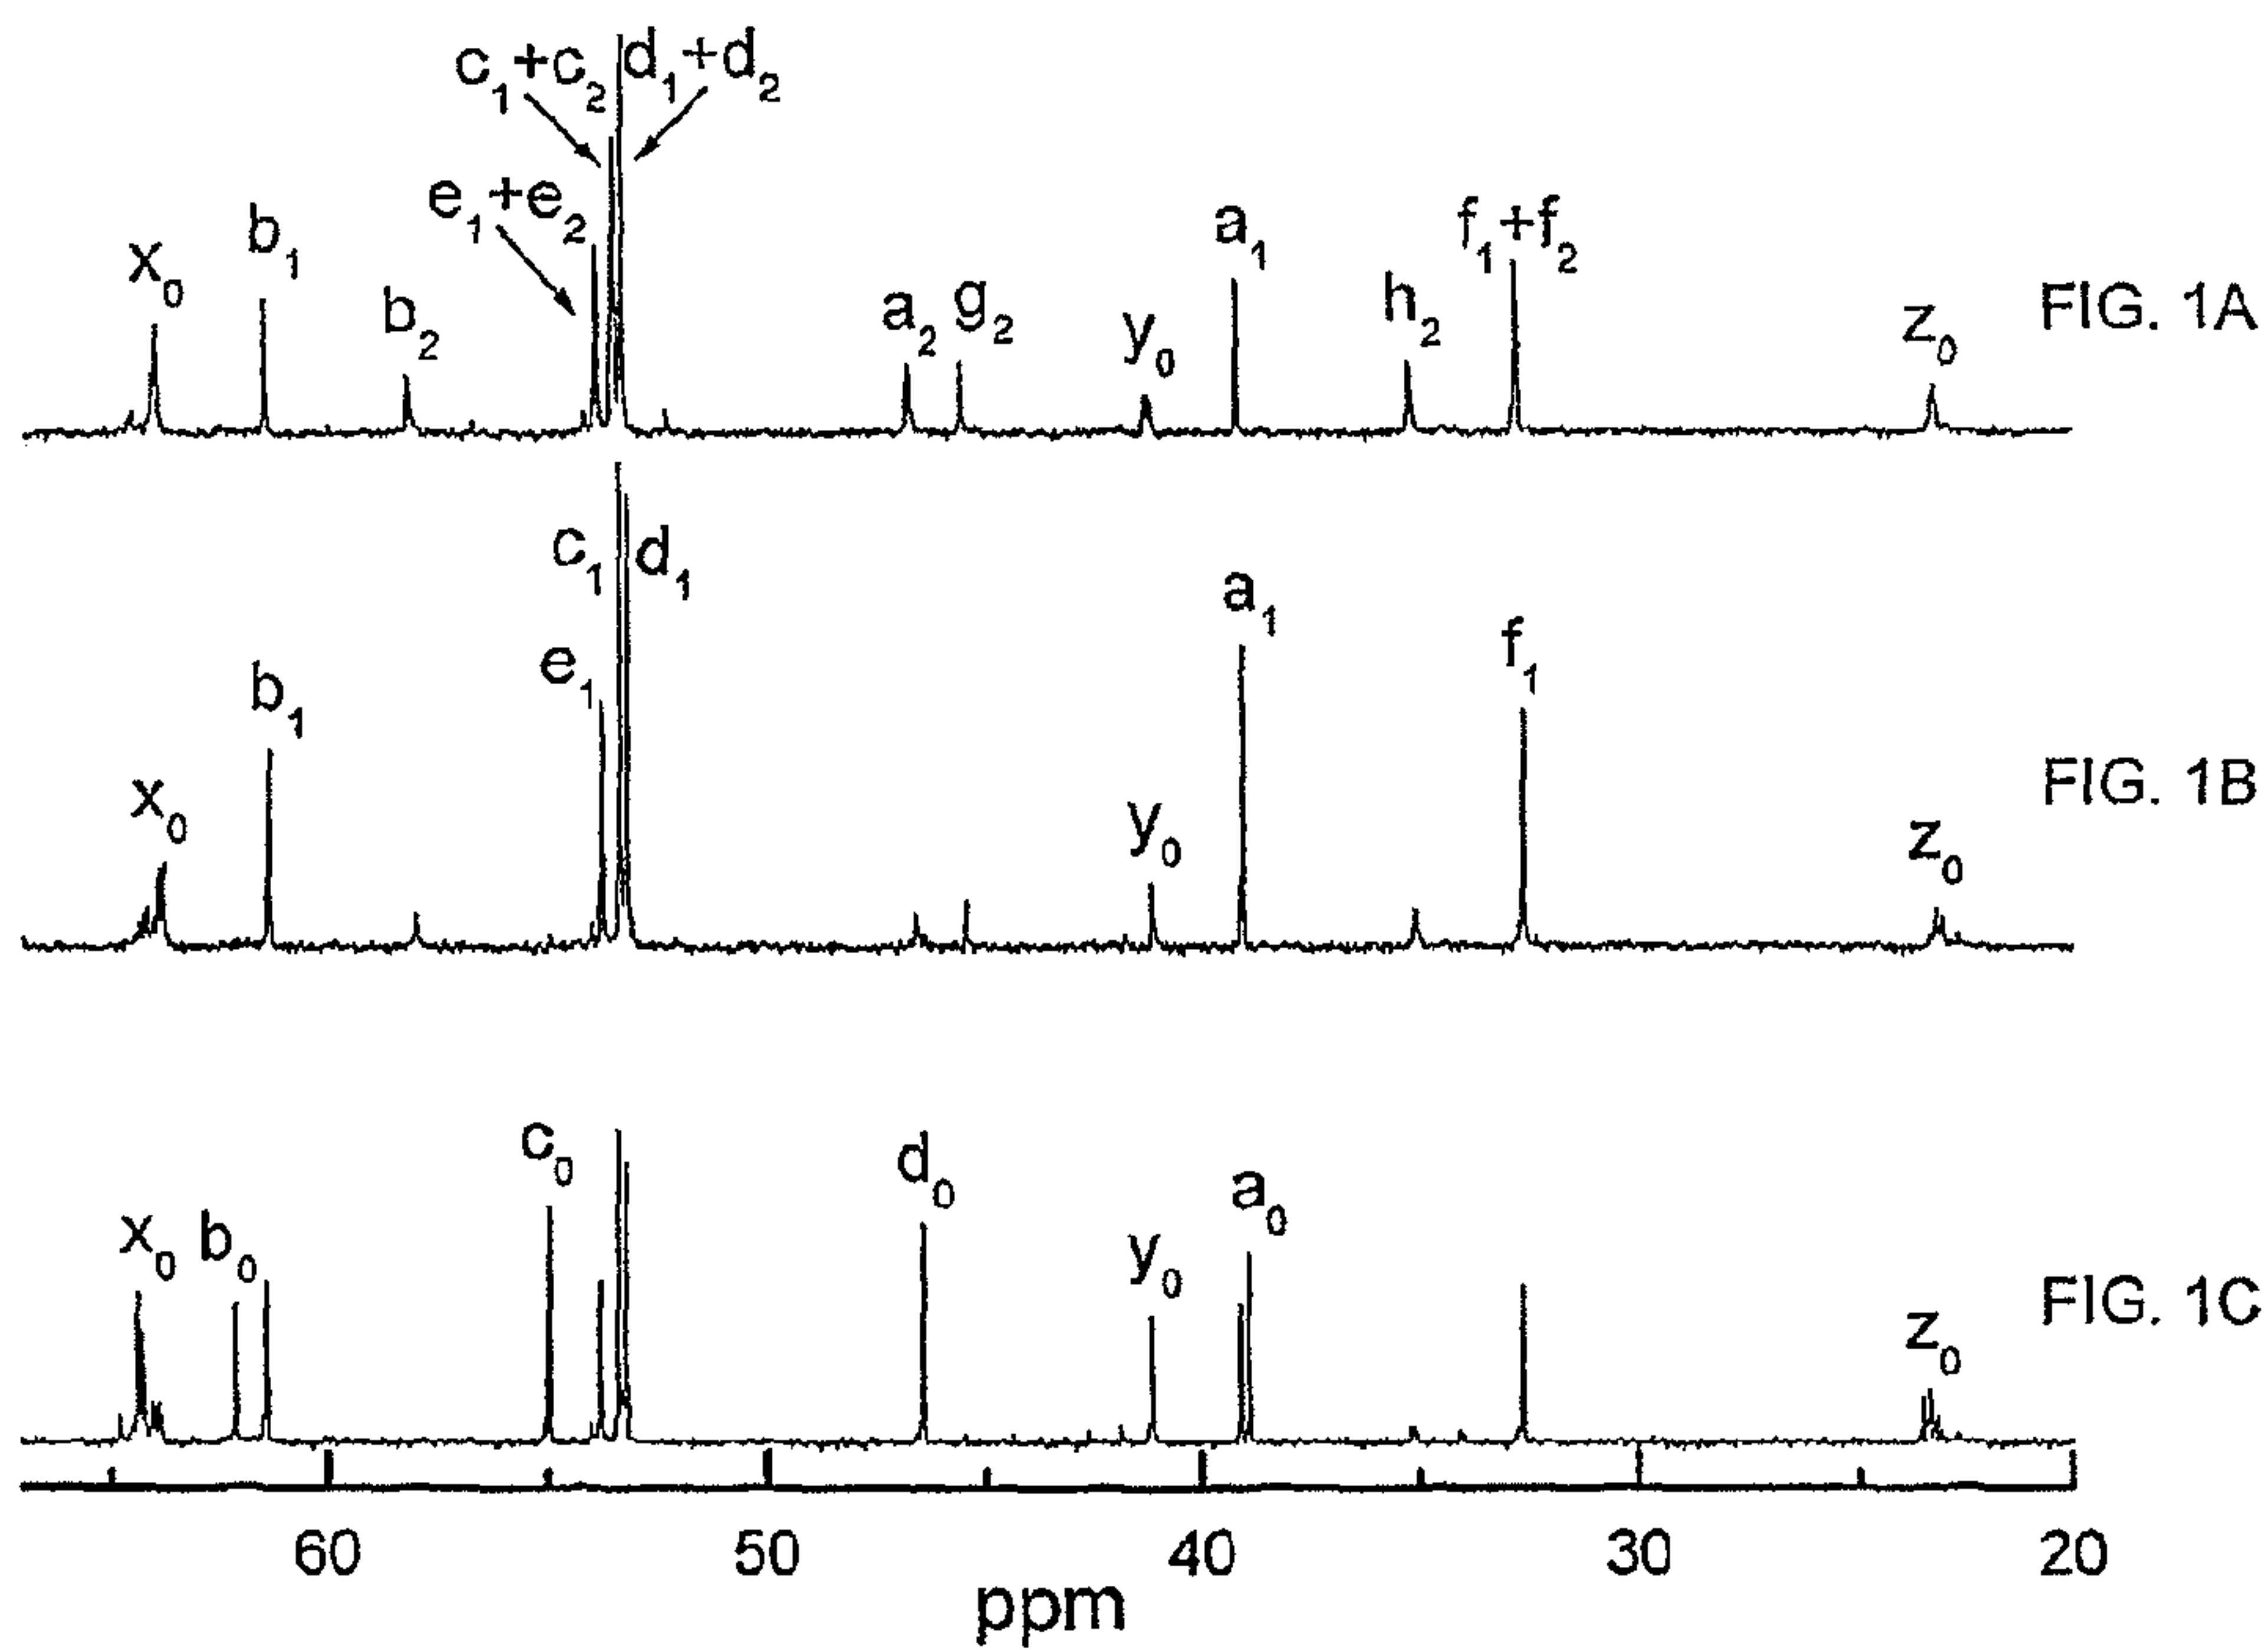 c₁+c₂ d₁+d₂
e₁+e₂
x₀ b₁ b₂ a₂ g₂ y₀ a₁ h₂ f₁+f₂ z₀ FIG. 1A
c₁ d₁
x₀ b₁ e₁ y₀ a₁ f₁ z₀ FIG. 1B
x₀ b₀ c₀ d₀ y₀ a₀ z₀ FIG. 1C
60 50 40 30 20
ppm